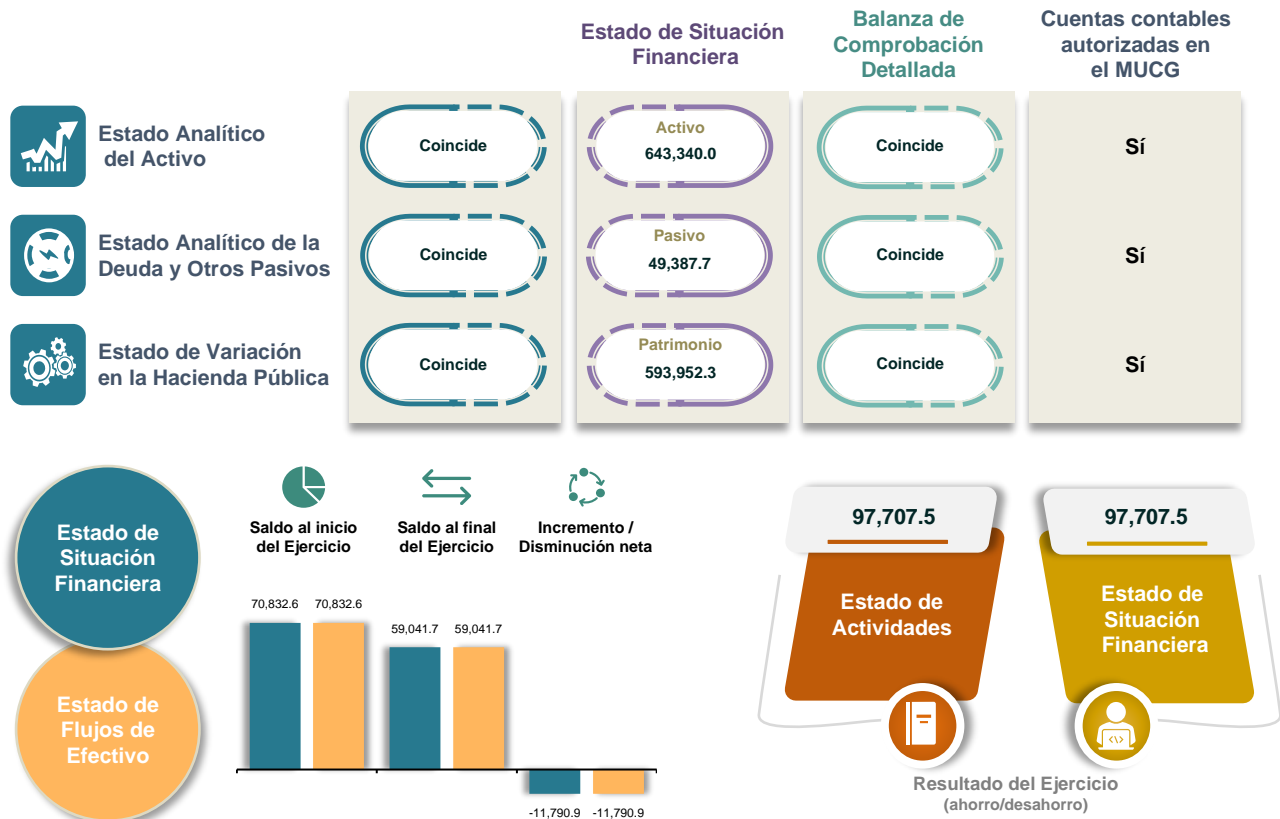 Estado de Situación
Financiera
Balanza de
Comprobación
Detallada
Cuentas contables
autorizadas en
el MUCG
Estado Analítico
del Activo
Coincide
Activo
643,340.0
Coincide
Sí
Estado Analítico de la
Deuda y Otros Pasivos
Coincide
Pasivo
49,387.7
Coincide
Sí
Estado de Variación
en la Hacienda Pública
Coincide
Patrimonio
593,952.3
Coincide
Sí
Estado de
Situación
Financiera
Estado de
Flujos de
Efectivo
Saldo al inicio
del Ejercicio
Saldo al final
del Ejercicio
Incremento /
Disminución neta
70,832.6
70,832.6
59,041.7
59,041.7
-11,790.9
-11,790.9
97,707.5
Estado de
Actividades
97,707.5
Estado de
Situación
Financiera
Resultado del Ejercicio
(ahorro/desahorro)